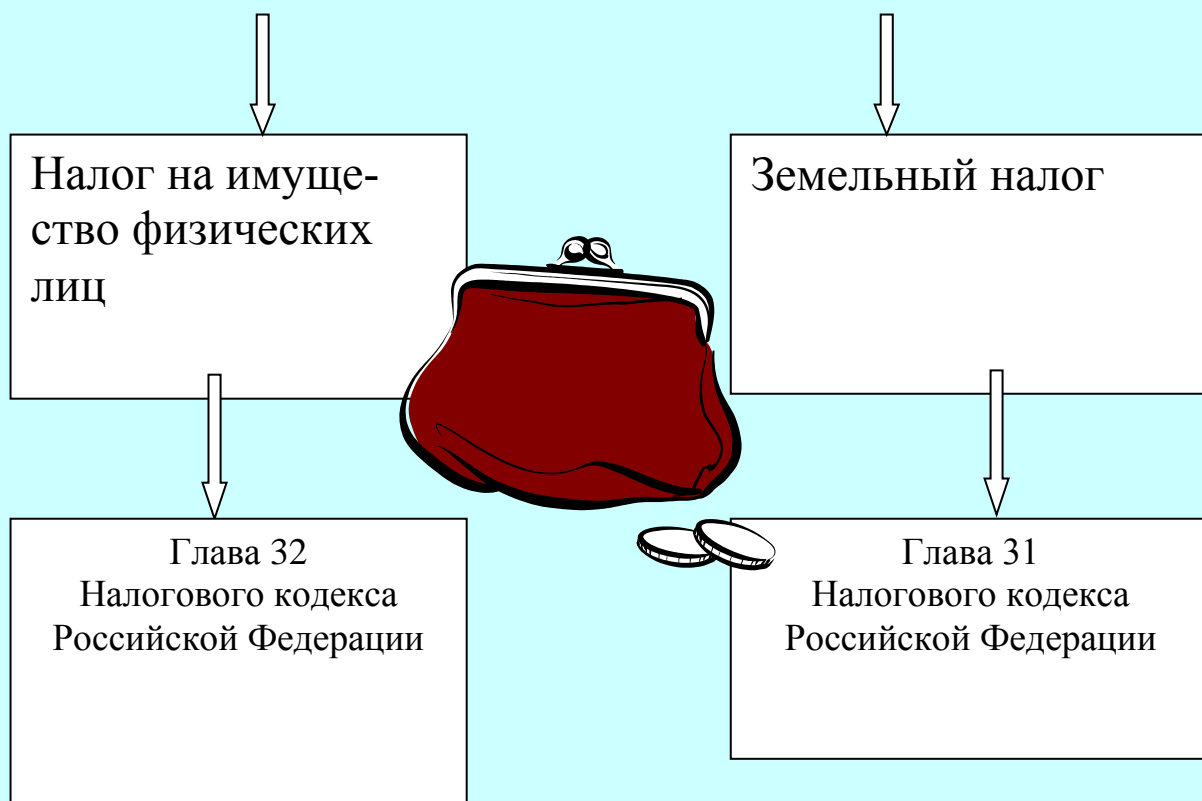 Налог на имуще-
ство физических
лиц
Земельный налог
Глава 32
Налогового кодекса
Российской Федерации
Глава 31
Налогового кодекса
Российской Федерации